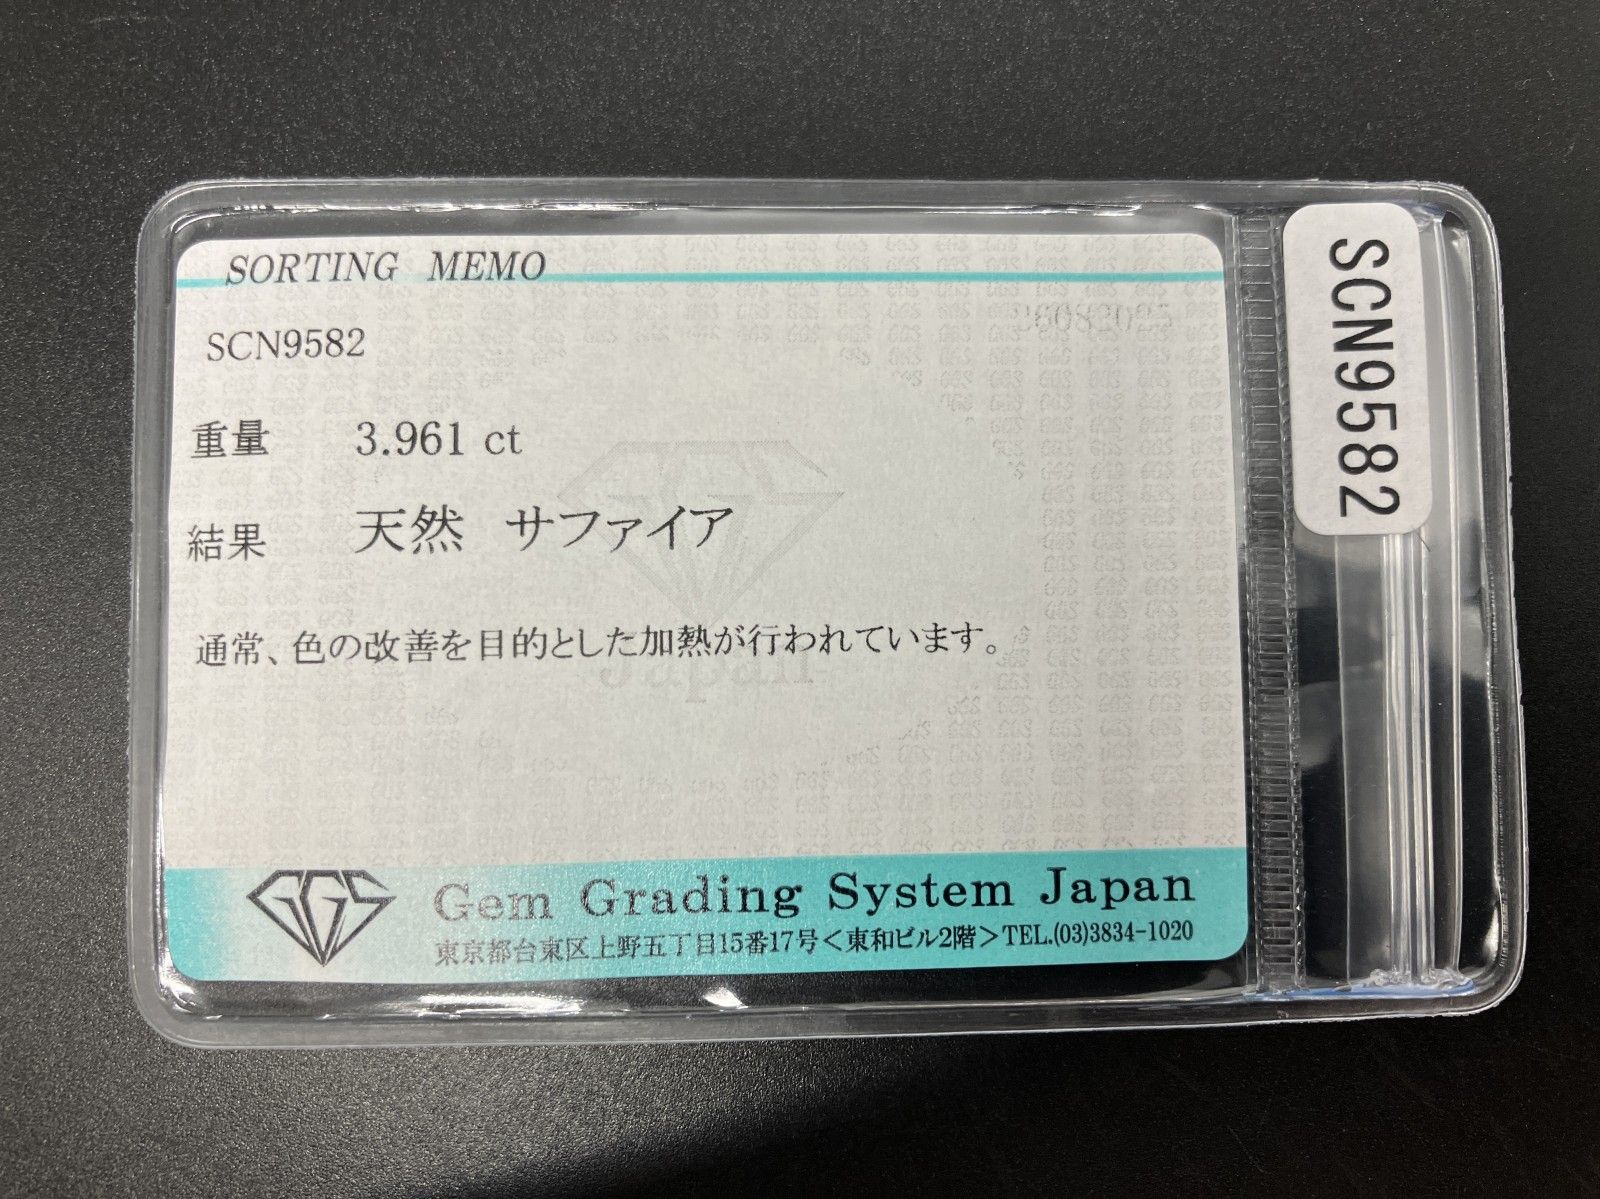 SORTING MEMO
SCN9582
重量 3.961 ct
結果 天然 サファイア
通常、色の改善を目的とした加熱が行われています。
Japan
GGS
Gem Grading System Japan
東京都台東区上野五丁目15番17号<東和ビル2階>TEL.(03)3834-1020
SCN9582